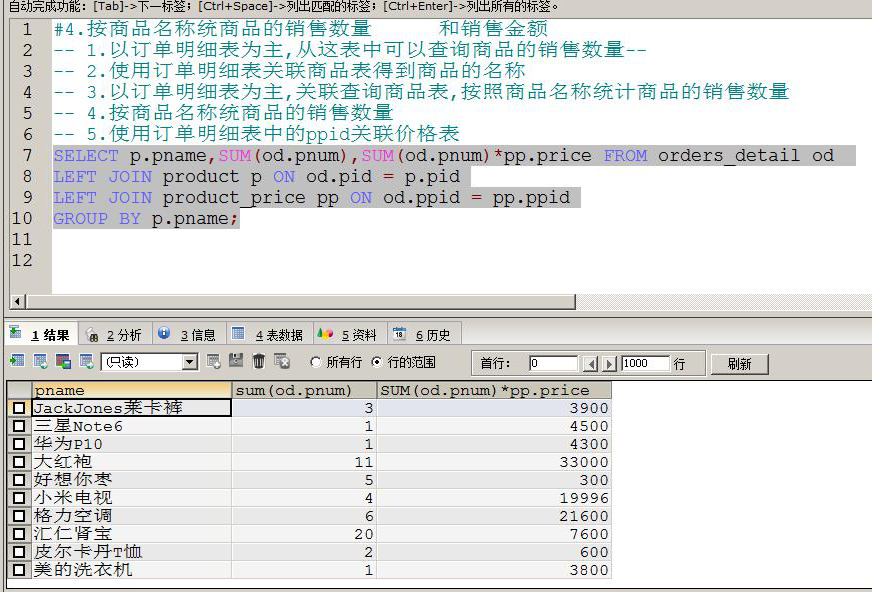 自动完成功能: [Tab]->下一标签; [Ctrl+Space]->列出匹配的标签; [Ctrl+Enter]->列出所有的标签。
1 #4.按商品名称统商品的销售数量 和销售金额
2 -- 1.以订单明细表为主,从这表中可以查询商品的销售数量--
3 -- 2.使用订单明细表关联商品表得到商品的名称
4 -- 3.以订单明细表为主,关联查询商品表,按照商品名称统计商品的销售数量
5 -- 4.按商品名称统商品的销售数量
6 -- 5.使用订单明细表中的ppid关联价格表
7 SELECT p.pname,SUM(od.pnum),SUM(od.pnum)*pp.price FROM orders_detail od
8 LEFT JOIN product p ON od.pid = p.pid
9 LEFT JOIN product_price pp ON od.ppid = pp.ppid
10 GROUP BY p.pname;
11
12
1 结果 2 分析 3 信息 4 表数据 5 资料 6 历史
(只读) 所有行 行的范围 首行: 0 1000 行 刷新
pname sum(od.pnum) SUM(od.pnum)*pp.price
JackJones莱卡裤 3 3900
三星Note6 1 4500
华为P10 1 4300
大红袍 11 33000
好想你枣 5 300
小米电视 4 19996
格力空调 6 21600
汇仁肾宝 20 7600
皮尔卡丹T恤 2 600
美的洗衣机 1 3800